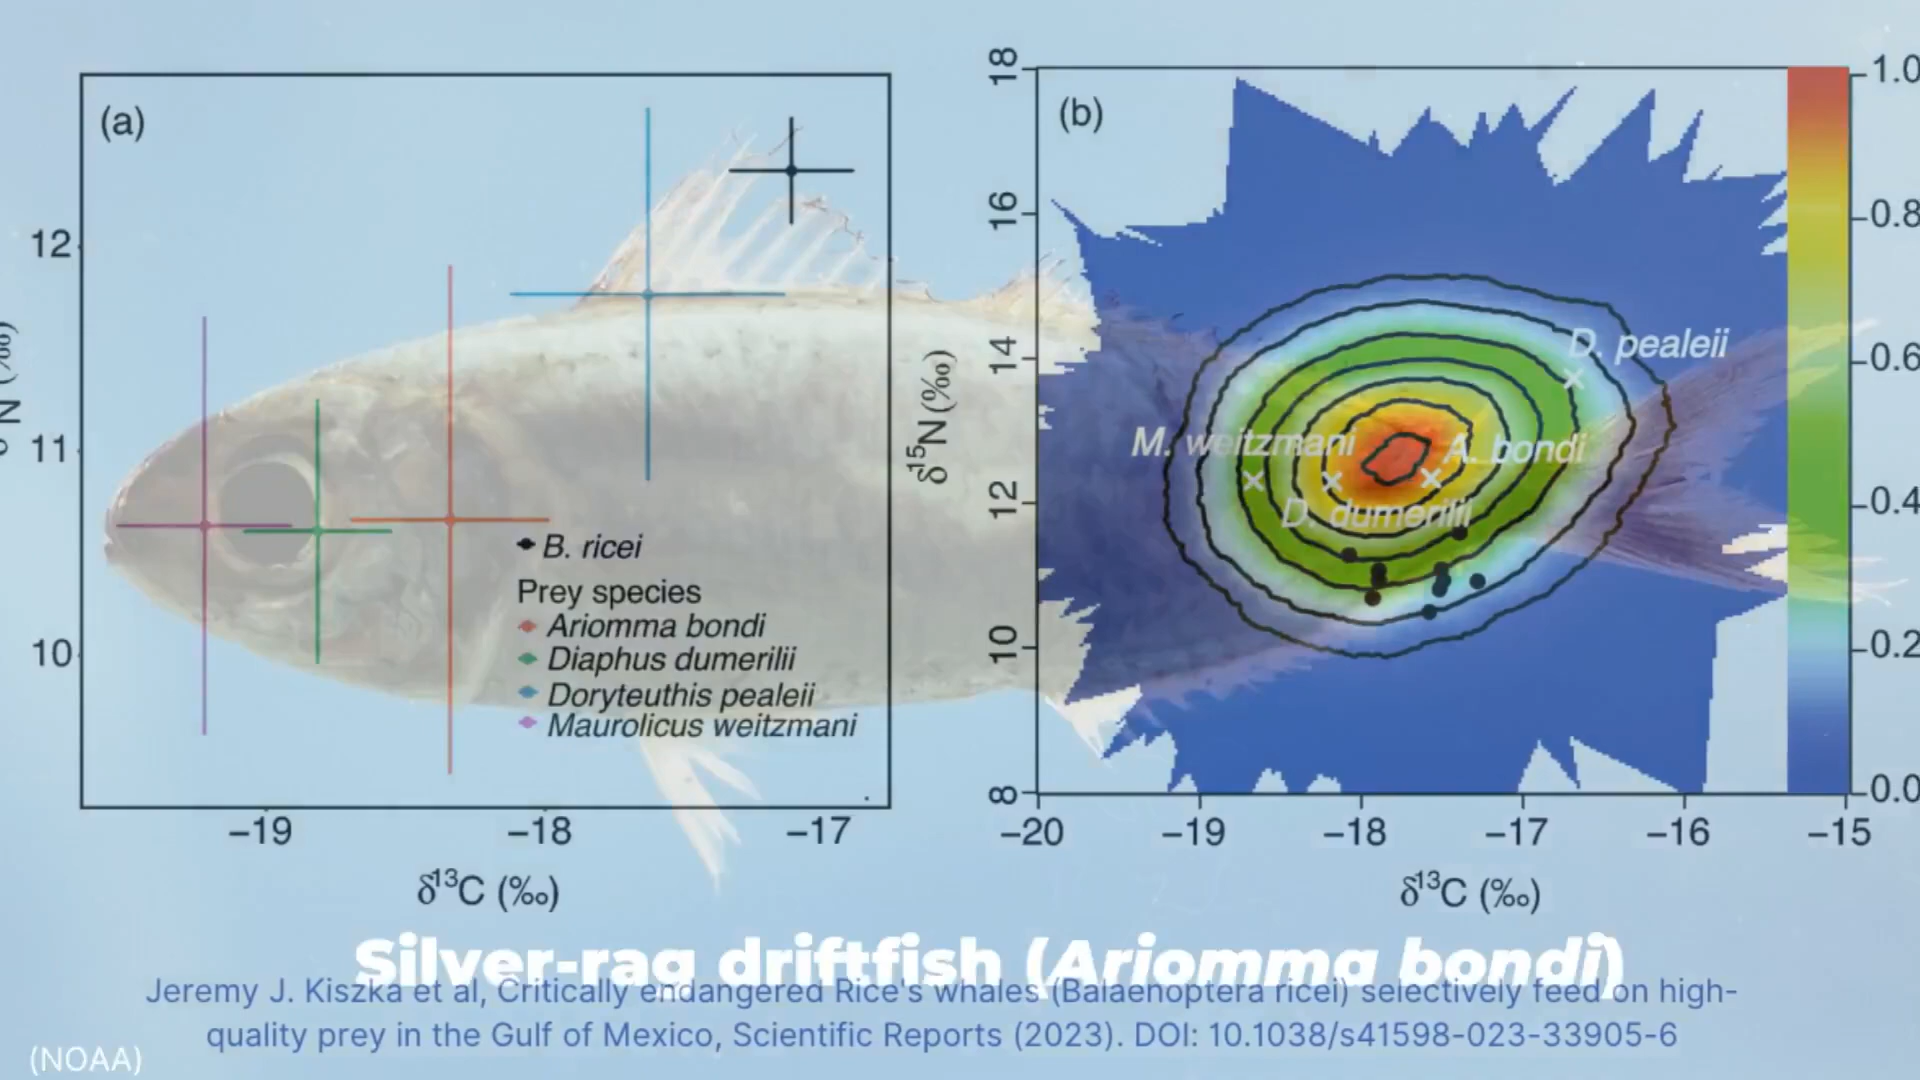 (a)
12
11
10
−19
−18
−17
δ13C (‰)
B. ricei
Prey species
Ariomma bondi
Diaphus dumerilii
Doryteuthis pealeii
Maurolicus weitzmani
(b)
18
16
14
12
10
8
δ15N (‰)
−20
−19
−18
−17
−16
−15
δ13C (‰)
D. pealeii
M. weitzmani
A. bondi
D. dumerilii
1.0
0.8
0.6
0.4
0.2
0.0
Silver-rag driftfish (Ariomma bondi)
Jeremy J. Kiszka et al, Critically endangered Rice's whales (Balaenoptera ricei) selectively feed on high-
quality prey in the Gulf of Mexico, Scientific Reports (2023). DOI: 10.1038/s41598-023-33905-6
(NOAA)